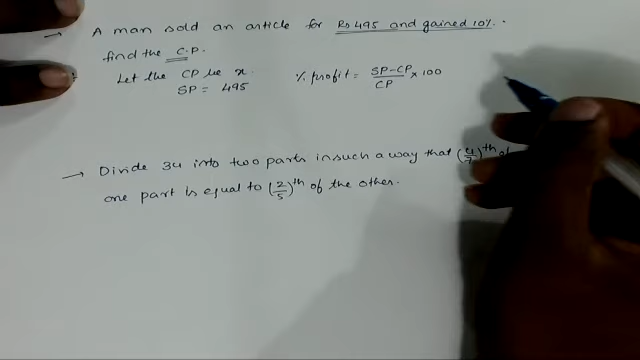 → A man sold an article for Rs 495 and gained 10%.
find the C.P.
Let the CP be x. % profit = SP-CP/CP × 100
SP = 495
→ Divide 34 into two parts in such a way that (4/7)th of
one part is equal to (2/5)th of the other.